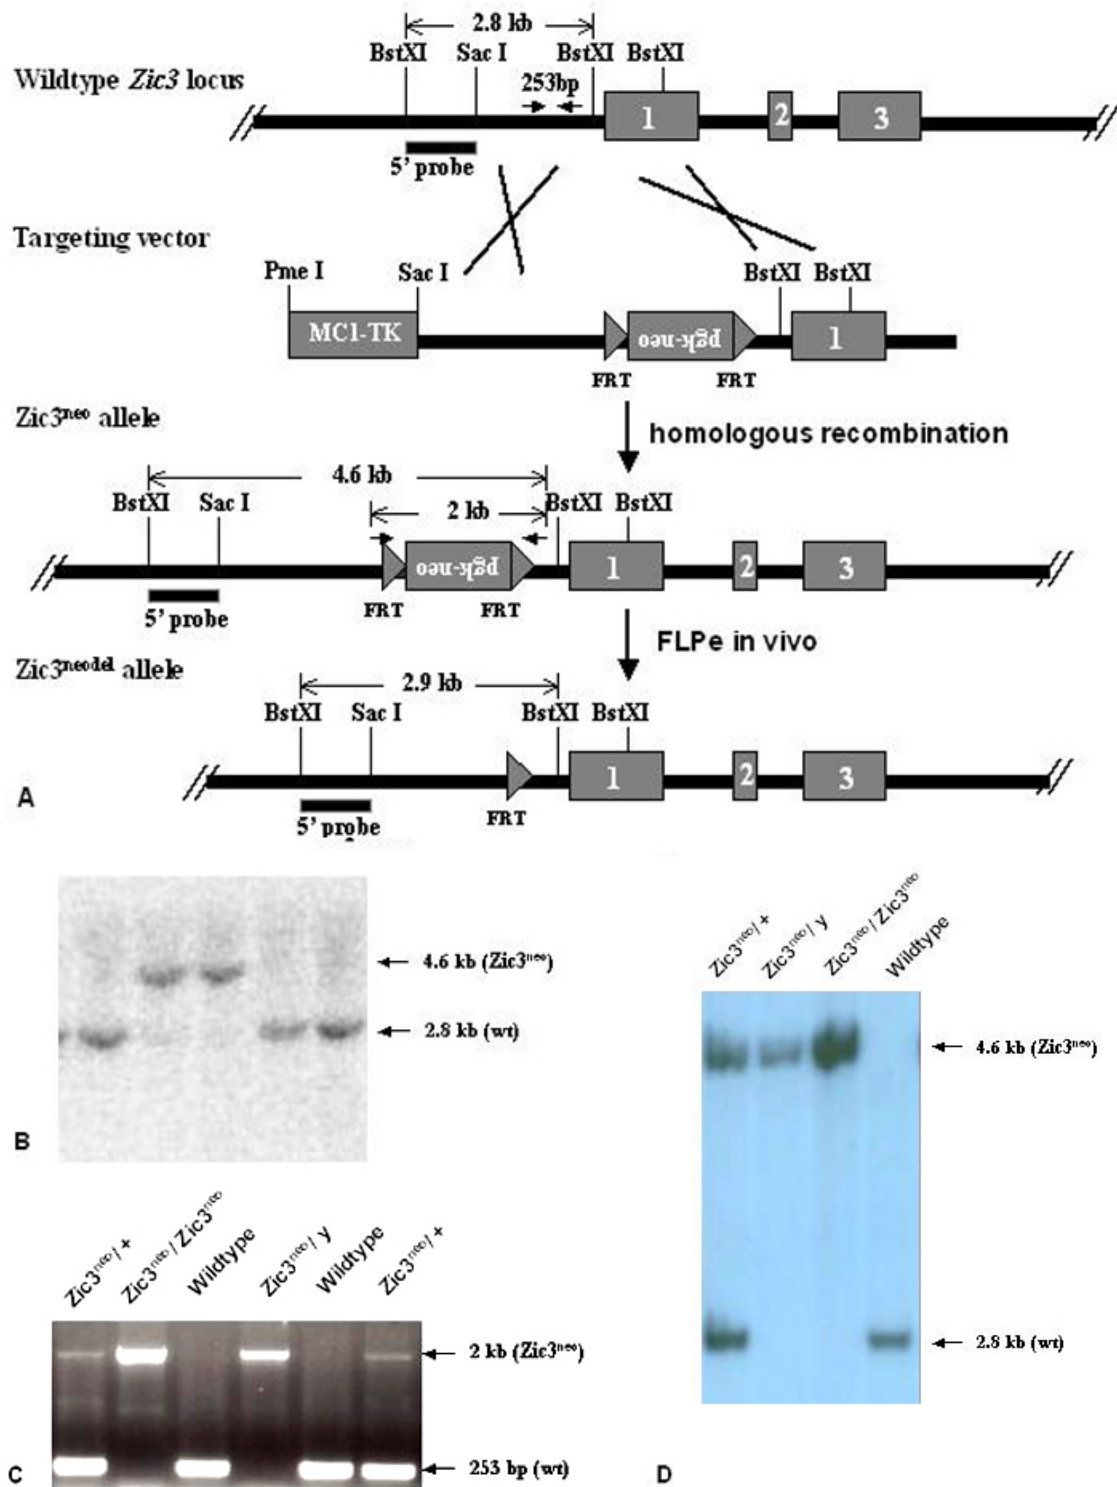 2.8 kb
BstXI Sac I BstXI BstXI
Wildtype Zic3 locus
253bp
1 2 3
5' probe
Targeting vector
Pme I Sac I BstXI BstXI
MC1-TK pgk-neo 1
FRT FRT
Zic3neo allele
homologous recombination
4.6 kb
BstXI Sac I 2 kb BstXI BstXI
pgk-neo 1 2 3
FRT FRT
5' probe
FLPe in vivo
Zic3neodel allele
2.9 kb
BstXI Sac I BstXI BstXI
1 2 3
A
FRT
5' probe
4.6 kb (Zic3neo)
2.8 kb (wt)
B
Zic3neo/+ Zic3neo/Zic3neo Wildtype Zic3neo/y Wildtype Zic3neo/+
2 kb (Zic3neo)
253 bp (wt)
C
Zic3neo/+ Zic3neo/y Zic3neo/Zic3neo Wildtype
4.6 kb (Zic3neo)
2.8 kb (wt)
D